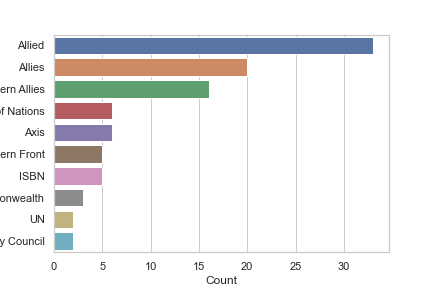 Allied
Allies
ern Allies
of Nations
Axis
ern Front
ISBN
onwealth
UN
y Council
0 5 10 15 20 25 30
Count